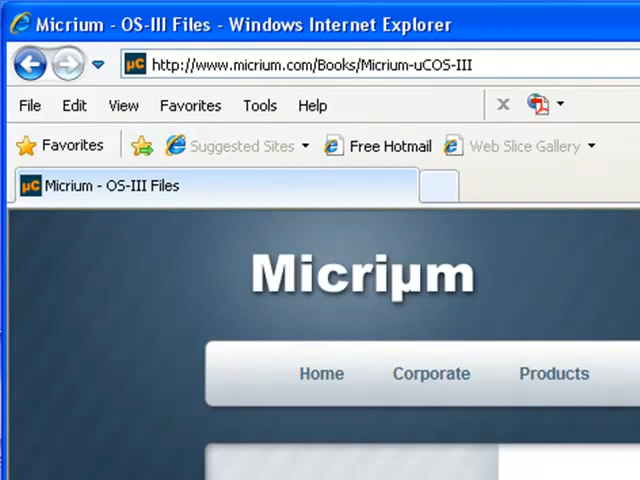 Micrium - OS-III Files - Windows Internet Explorer
µC http://www.micrium.com/Books/Micrium-uCOS-III
File Edit View Favorites Tools Help X
Favorites Suggested Sites Free Hotmail Web Slice Gallery
µC Micrium - OS-III Files
Micriµm
Home Corporate Products